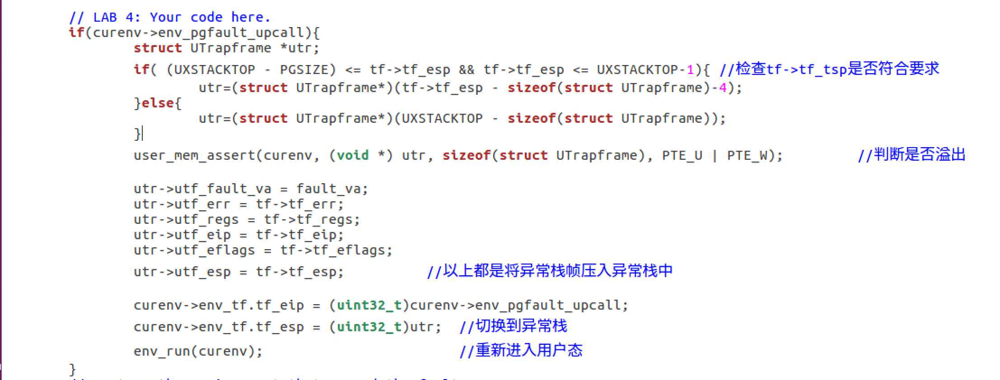 // LAB 4: Your code here.
if(curenv->env_pgfault_upcall){
struct UTrapframe *utr;
if( (UXSTACKTOP - PGSIZE) <= tf->tf_esp && tf->tf_esp <= UXSTACKTOP-1){ //检查tf->tf_tsp是否符合要求
utr=(struct UTrapframe*)(tf->tf_esp - sizeof(struct UTrapframe)-4);
}else{
utr=(struct UTrapframe*)(UXSTACKTOP - sizeof(struct UTrapframe));
}
user_mem_assert(curenv, (void *) utr, sizeof(struct UTrapframe), PTE_U | PTE_W); //判断是否溢出
utr->utf_fault_va = fault_va;
utr->utf_err = tf->tf_err;
utr->utf_regs = tf->tf_regs;
utr->utf_eip = tf->tf_eip;
utr->utf_eflags = tf->tf_eflags;
utr->utf_esp = tf->tf_esp; //以上都是将异常栈帧压入异常栈中
curenv->env_tf.tf_eip = (uint32_t)curenv->env_pgfault_upcall;
curenv->env_tf.tf_esp = (uint32_t)utr; //切换到异常栈
env_run(curenv); //重新进入用户态
}